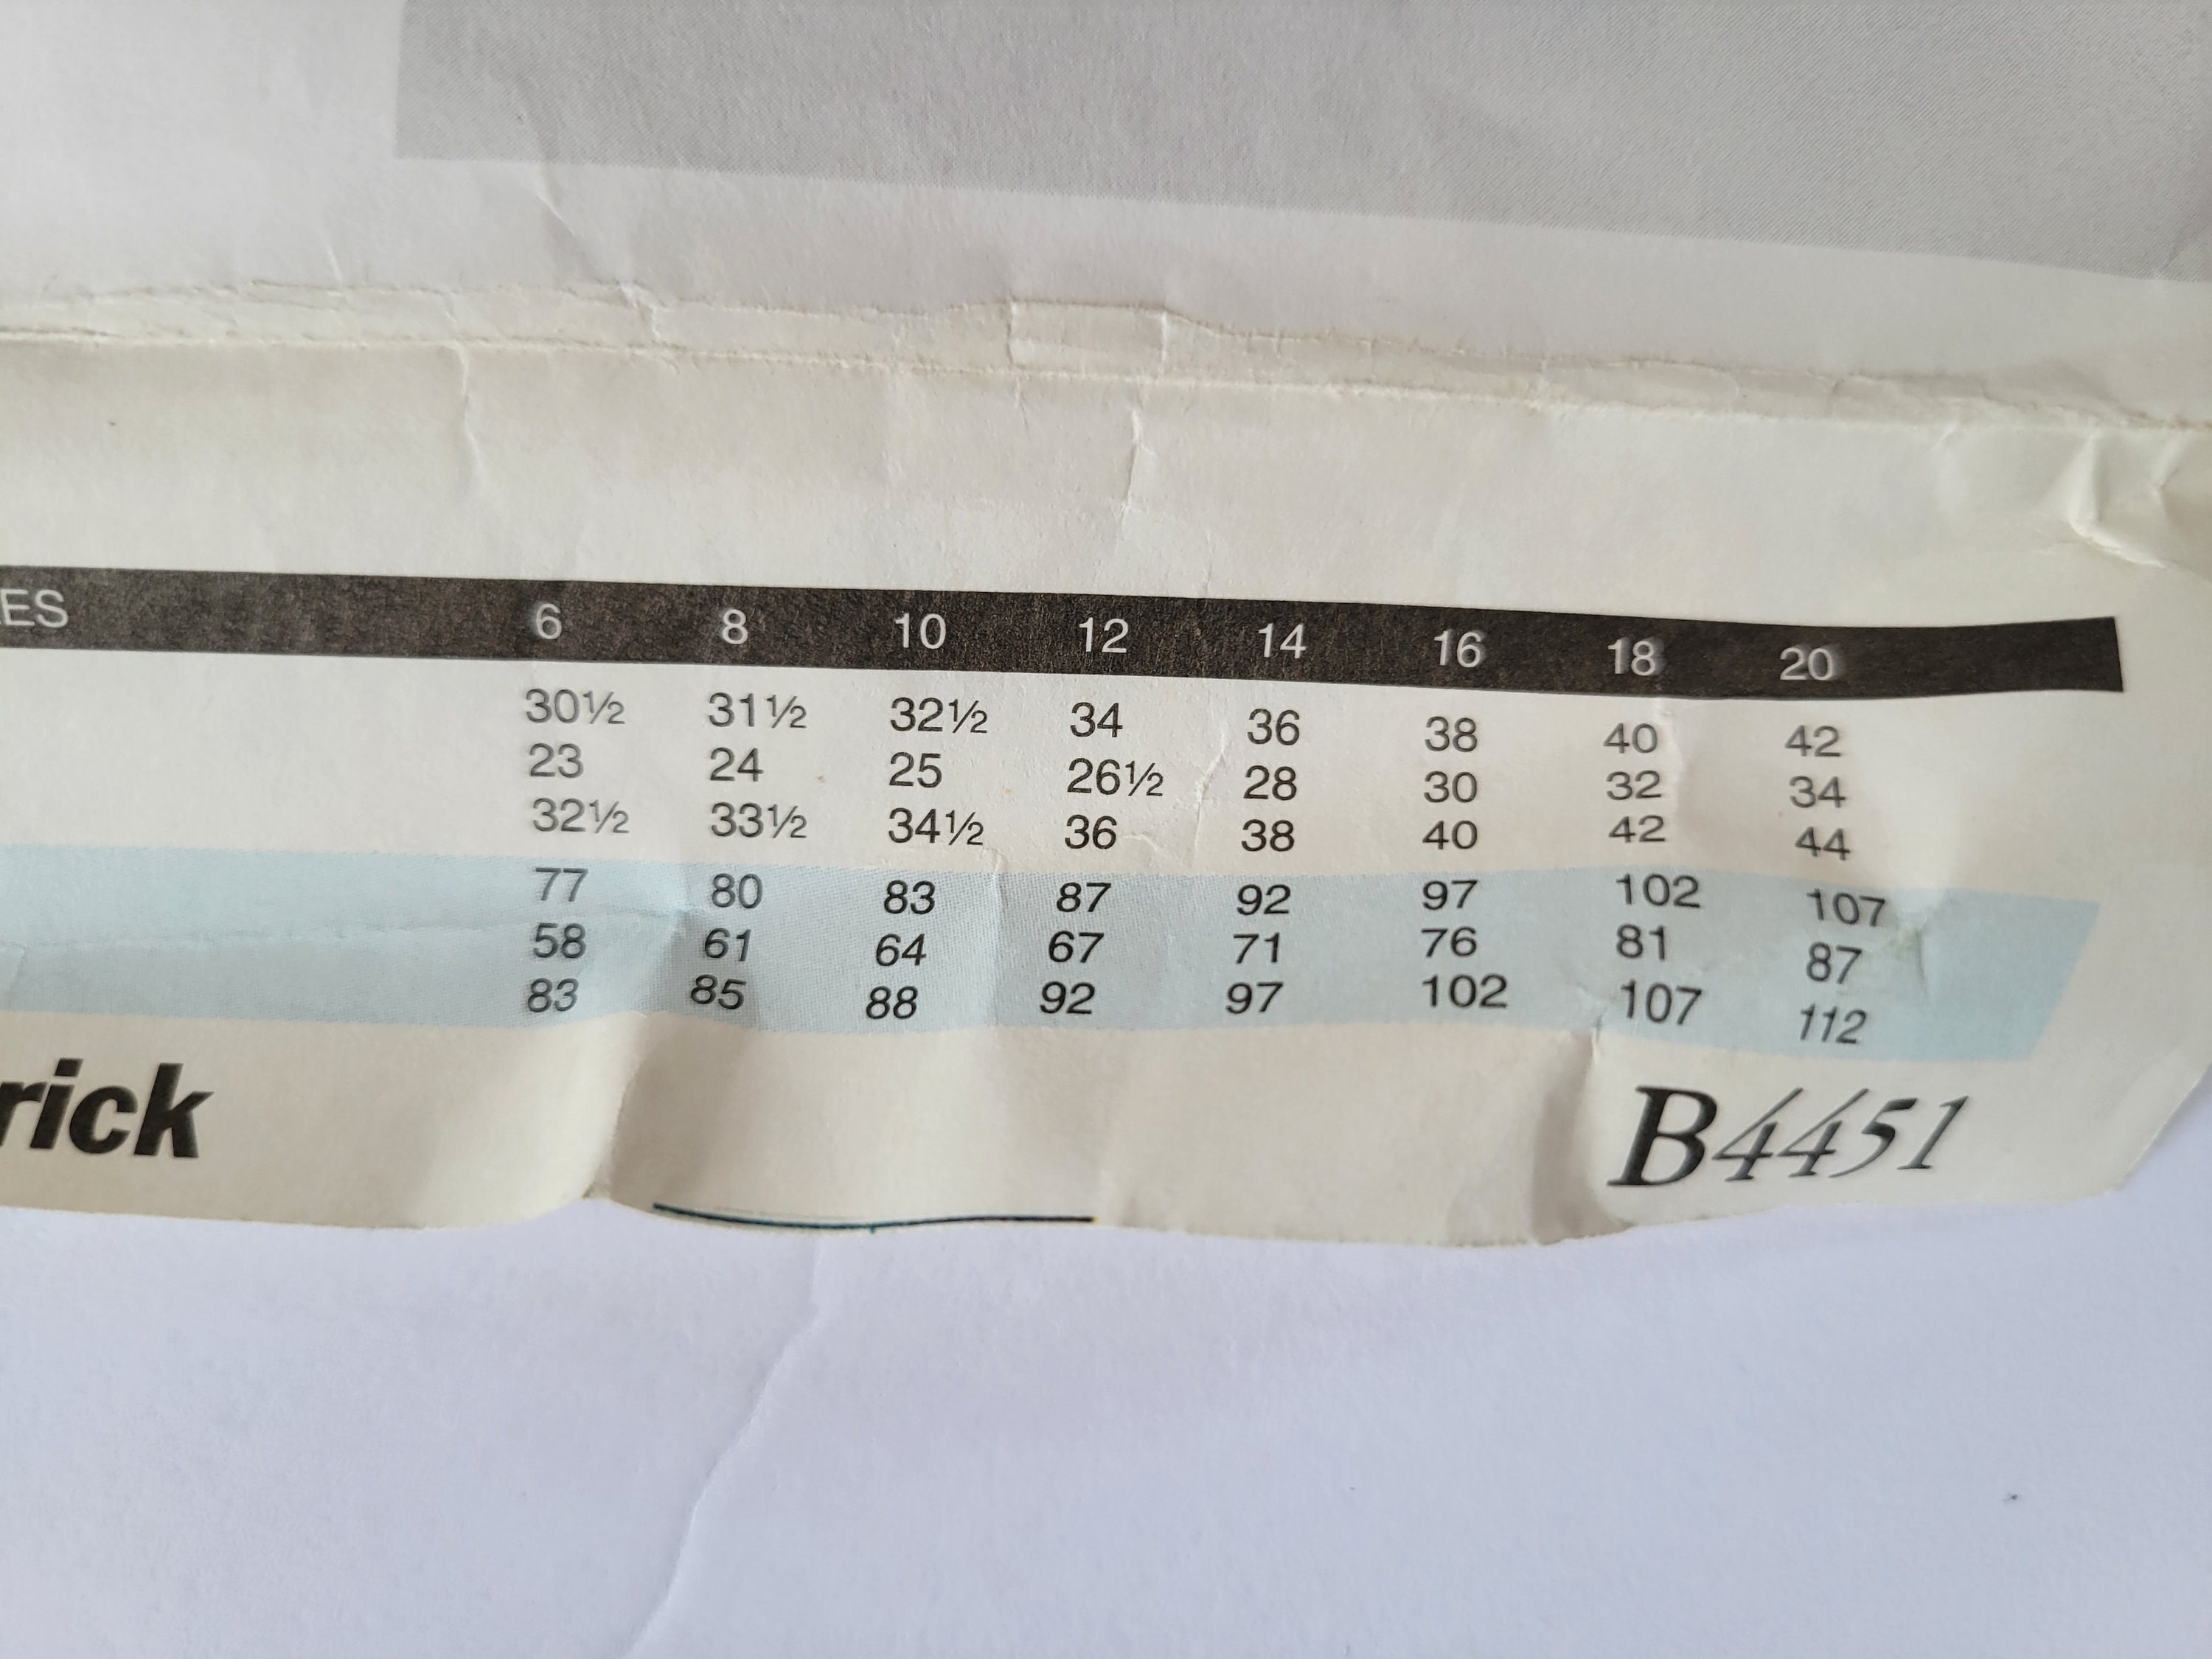 ES 6 8 10 12 14 16 18 20
30½ 31½ 32½ 34 36 38 40 42
23 24 25 26½ 28 30 32 34
32½ 33½ 34½ 36 38 40 42 44
77 80 83 87 92 97 102 107
58 61 64 67 71 76 81 87
83 85 88 92 97 102 107 112
rick B4451